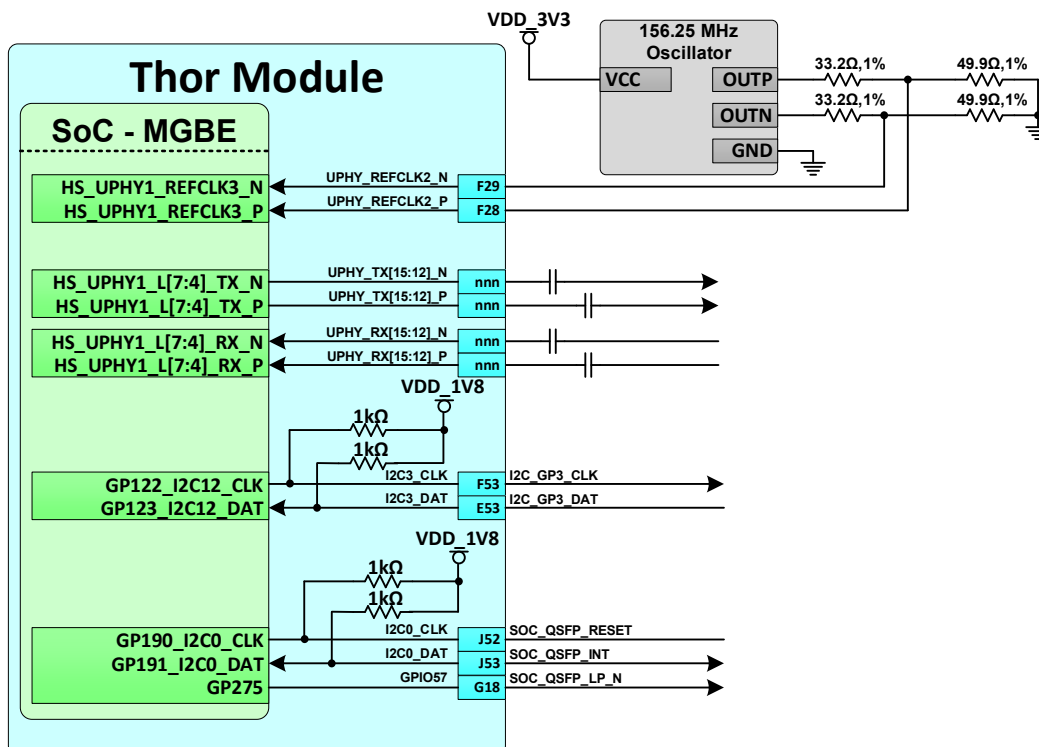 VDD_3V3
156.25 MHz
Oscillator
VCC
OUTP
OUTN
GND
33.2Ω,1%
49.9Ω,1%
33.2Ω,1%
49.9Ω,1%
Thor Module
SoC - MGBE
HS_UPHY1_REFCLK3_N
UPHY_REFCLK2_N
F29
HS_UPHY1_REFCLK3_P
UPHY_REFCLK2_P
F28
HS_UPHY1_L[7:4]_TX_N
UPHY_TX[15:12]_N
nnn
HS_UPHY1_L[7:4]_TX_P
UPHY_TX[15:12]_P
nnn
HS_UPHY1_L[7:4]_RX_N
UPHY_RX[15:12]_N
nnn
HS_UPHY1_L[7:4]_RX_P
UPHY_RX[15:12]_P
nnn
VDD_1V8
1kΩ
1kΩ
GP122_I2C12_CLK
I2C3_CLK
F53
I2C_GP3_CLK
GP123_I2C12_DAT
I2C3_DAT
E53
I2C_GP3_DAT
VDD_1V8
1kΩ
1kΩ
GP190_I2C0_CLK
I2C0_CLK
J52
SOC_QSFP_RESET
GP191_I2C0_DAT
I2C0_DAT
J53
SOC_QSFP_INT
GP275
GPIO57
G18
SOC_QSFP_LP_N